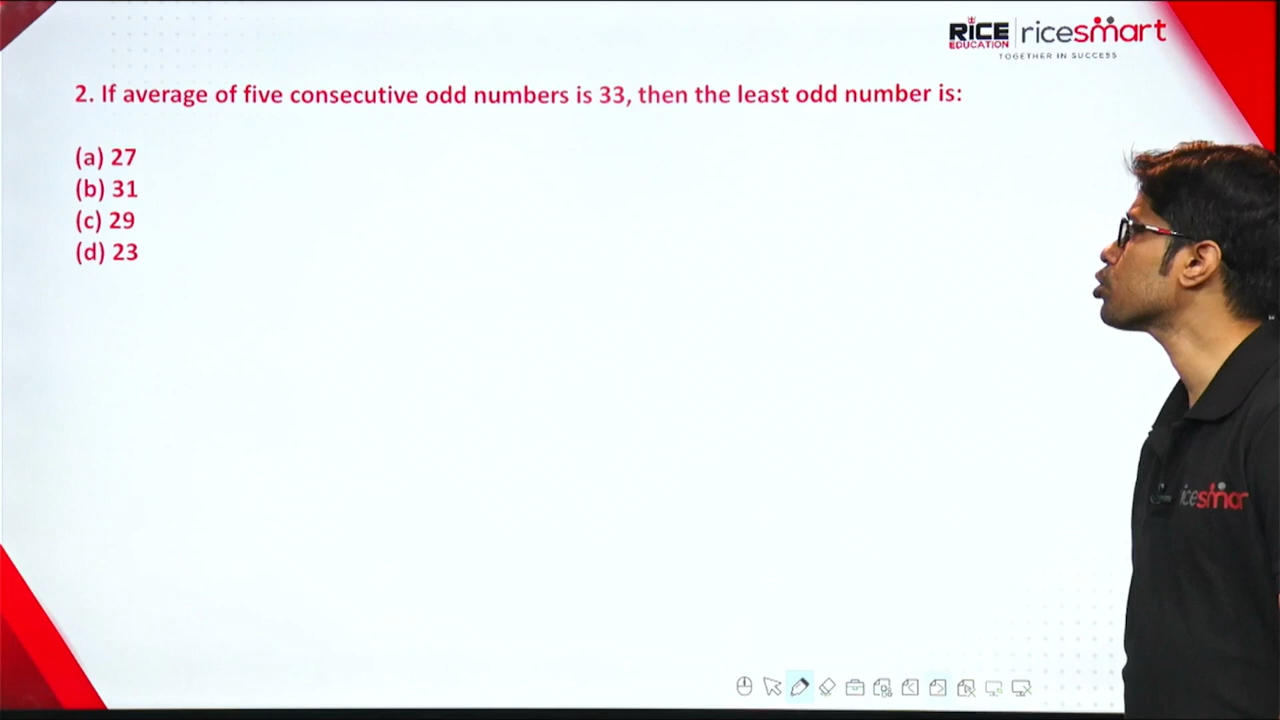 RICE
EDUCATION
ricesmart
TOGETHER IN SUCCESS
2. If average of five consecutive odd numbers is 33, then the least odd number is:
(a) 27
(b) 31
(c) 29
(d) 23
ricesmar